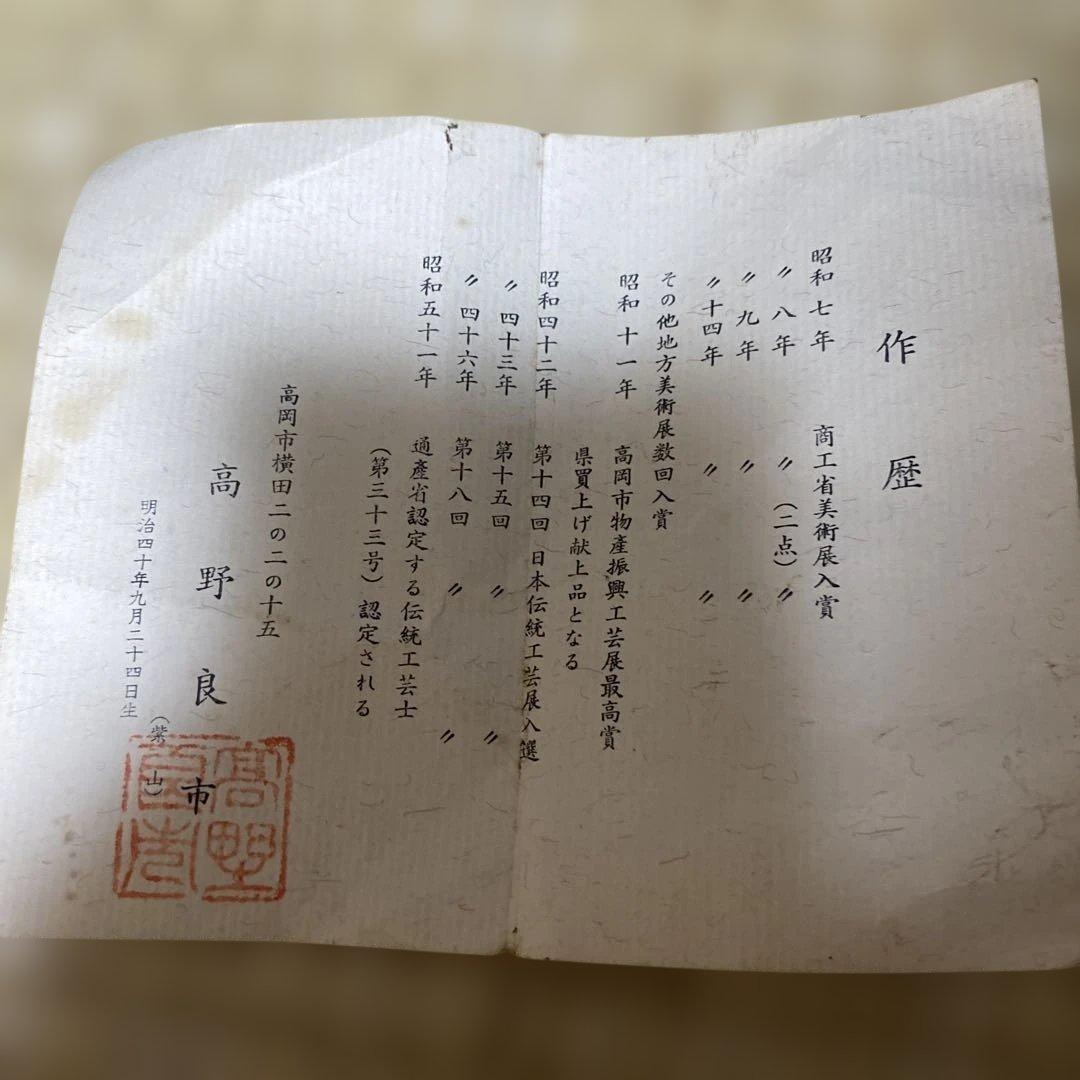 作歴
昭和七年 商工省美術展入賞
〃 八年 〃 (二点) 〃
〃 九年 〃 〃
〃十四年 〃 〃
その他地方美術展数回入賞
昭和十一年 高岡市物産振興工芸展最高賞
県買上げ献上品となる
昭和四十二年 第十四回 日本伝統工芸展入選
〃 四十三年 第十五回 〃 〃
〃 四十六年 第十八回 〃 〃
昭和五十一年 通産省認定する伝統工芸士
(第三十三号) 認定される
高岡市横田二の二の十五
高野良市
(紫山)
明治四十年九月二十四日生
高野